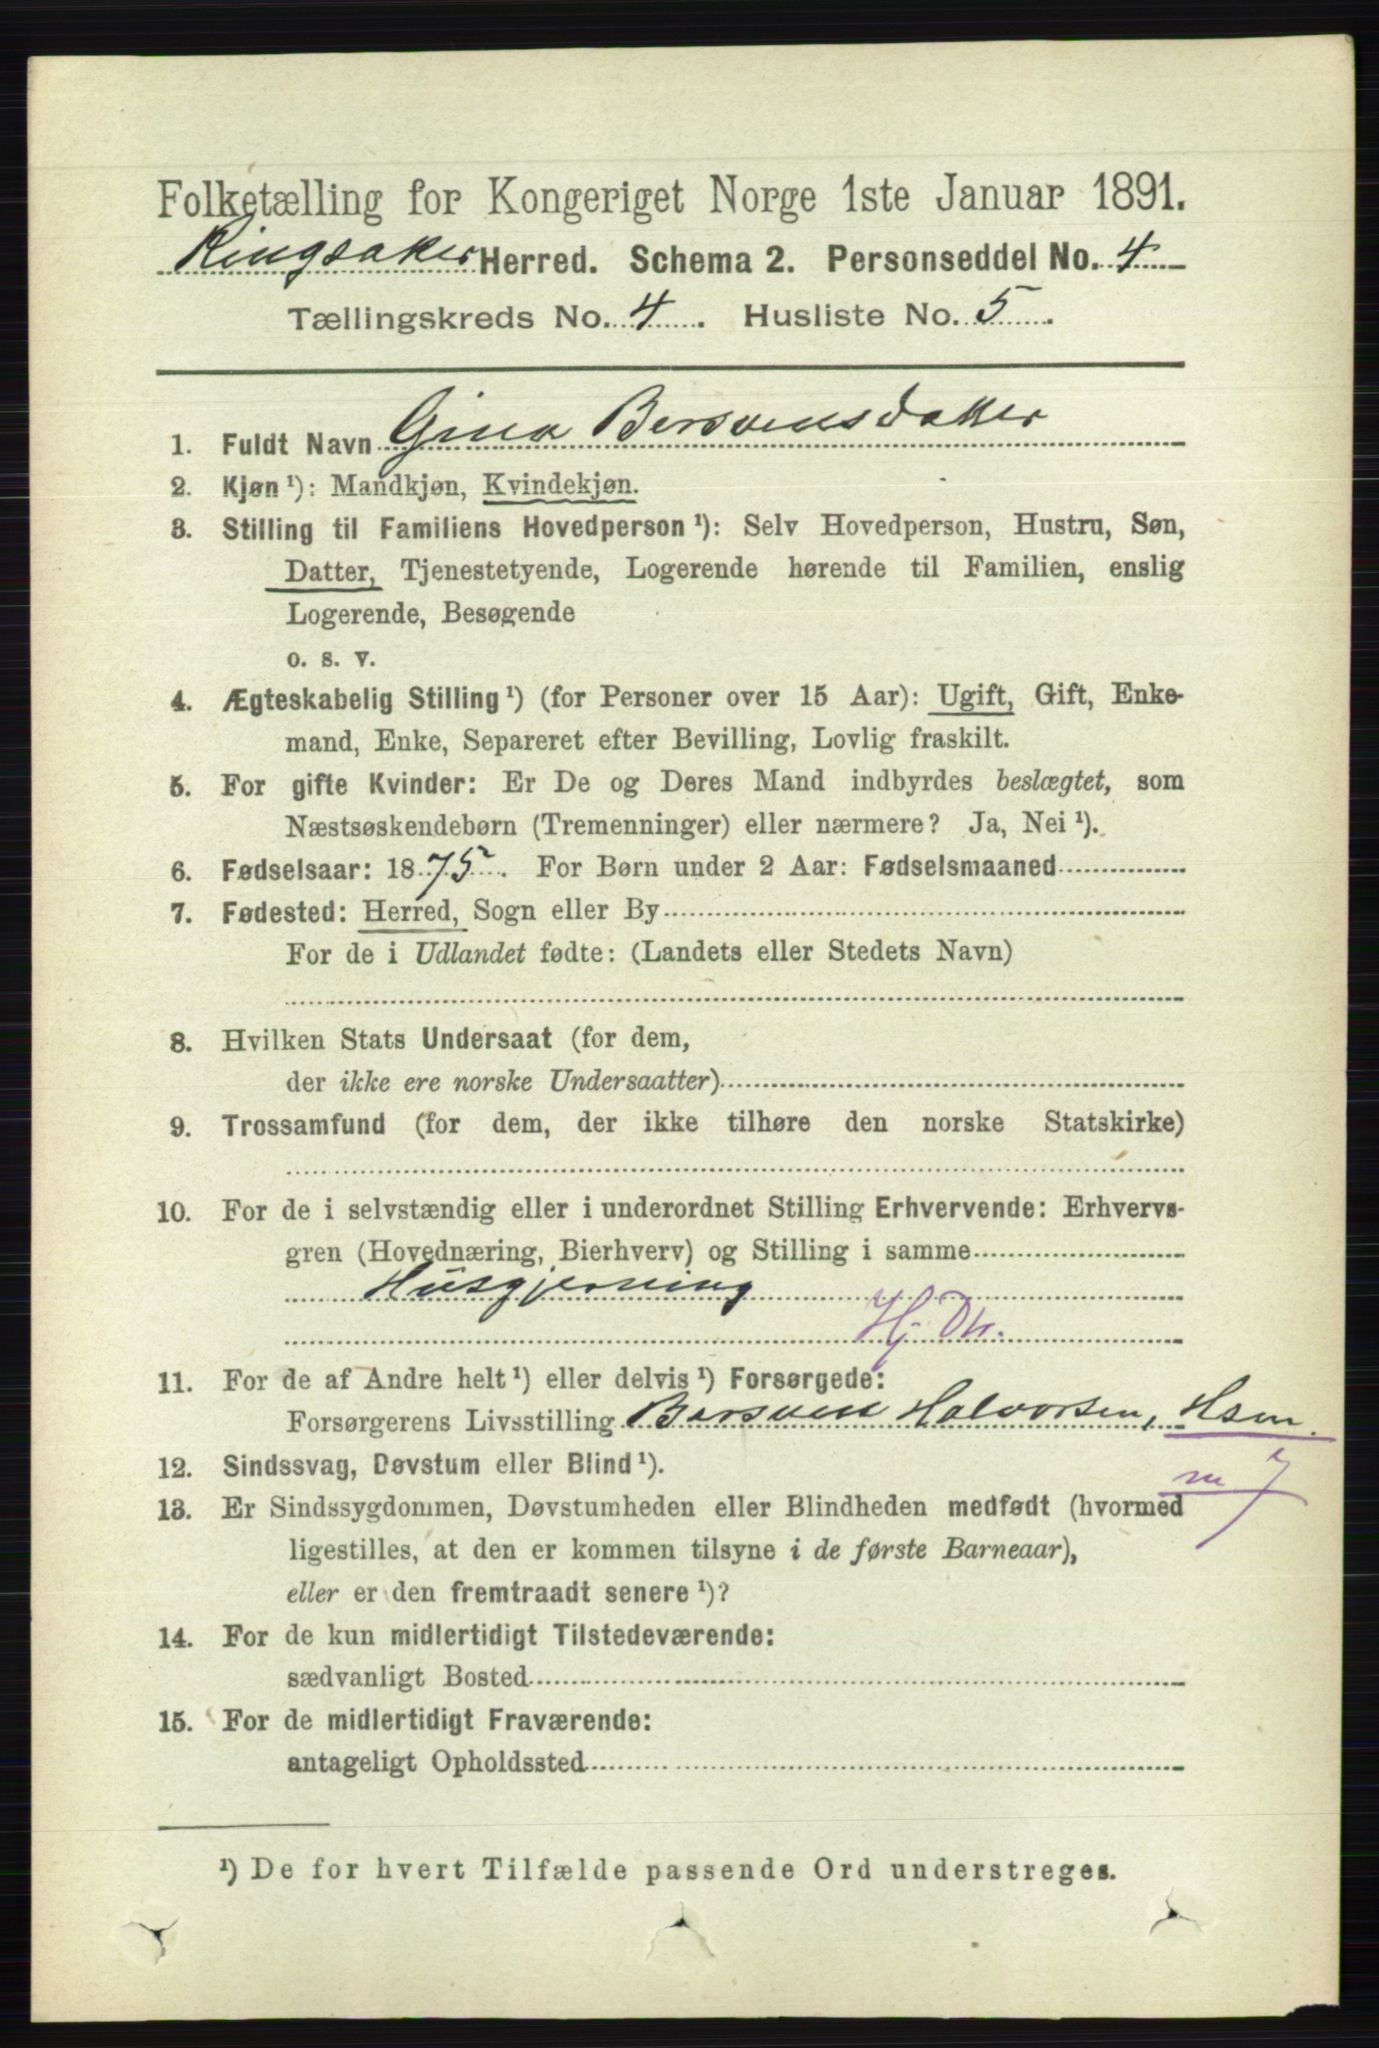 Folketælling for Kongeriget Norge 1ste Januar 1891.
Ringsaker Herred. Schema 2. Personseddel No. 4
Tællingskreds No. 4. Husliste No. 5.
1. Fuldt Navn Gina Bersvensdatter
2. Kjøn ¹): Mandkjøn, Kvindekjøn.
3. Stilling til Familiens Hovedperson ¹): Selv Hovedperson, Hustru, Søn,
Datter, Tjenestetyende, Logerende hørende til Familien, enslig
Logerende, Besøgende
o. s. v.
4. Ægteskabelig Stilling ¹) (for Personer over 15 Aar): Ugift, Gift, Enke-
mand, Enke, Separeret efter Bevilling, Lovlig fraskilt.
5. For gifte Kvinder: Er De og Deres Mand indbyrdes beslægtet, som
Næstsøskendebørn (Tremenninger) eller nærmere? Ja, Nei ¹).
6. Fødselsaar: 1875. For Børn under 2 Aar: Fødselsmaaned
7. Fødested: Herred, Sogn eller By
For de i Udlandet fødte: (Landets eller Stedets Navn)
8. Hvilken Stats Undersaat (for dem,
der ikke ere norske Undersaatter)
9. Trossamfund (for dem, der ikke tilhøre den norske Statskirke)
10. For de i selvstændig eller i underordnet Stilling Erhvervende: Erhvervs-
gren (Hovednæring, Bierhverv) og Stilling i samme
Husgjerning
Hj. Dtr.
11. For de af Andre helt ¹) eller delvis ¹) Forsørgede:
Forsørgerens Livsstilling Bersven Halvorsen, Hsm
m 7
12. Sindssvag, Døvstum eller Blind ¹).
13. Er Sindssygdommen, Døvstumheden eller Blindheden medfødt (hvormed
ligestilles, at den er kommen tilsyne i de første Barneaar),
eller er den fremtraadt senere ¹)?
14. For de kun midlertidigt Tilstedeværende:
sædvanligt Bosted
15. For de midlertidigt Fraværende:
antageligt Opholdssted
¹) De for hvert Tilfælde passende Ord understreges.